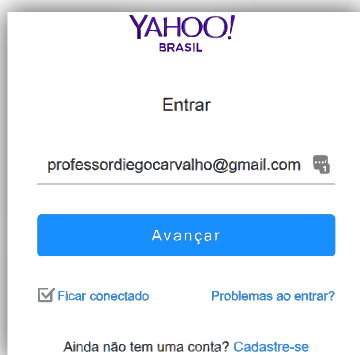 YAHOO!
BRASIL
Entrar
professordiegocarvalho@gmail.com
Avançar
Ficar conectado Problemas ao entrar?
Ainda não tem uma conta? Cadastre-se